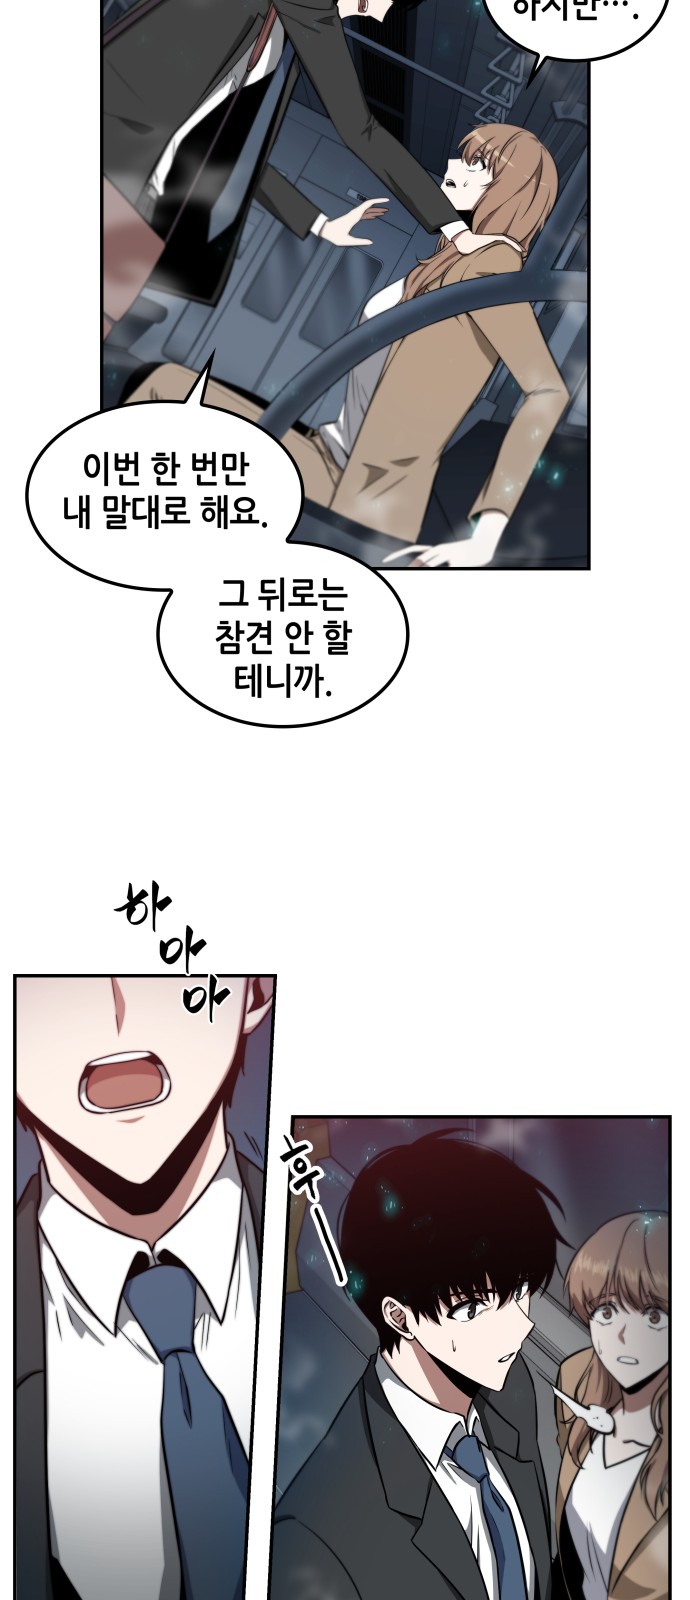 하지만….
이번 한 번만
내 말대로 해요.
그 뒤로는
참견 안 할
테니까.
하
아
아
후
ㅡ